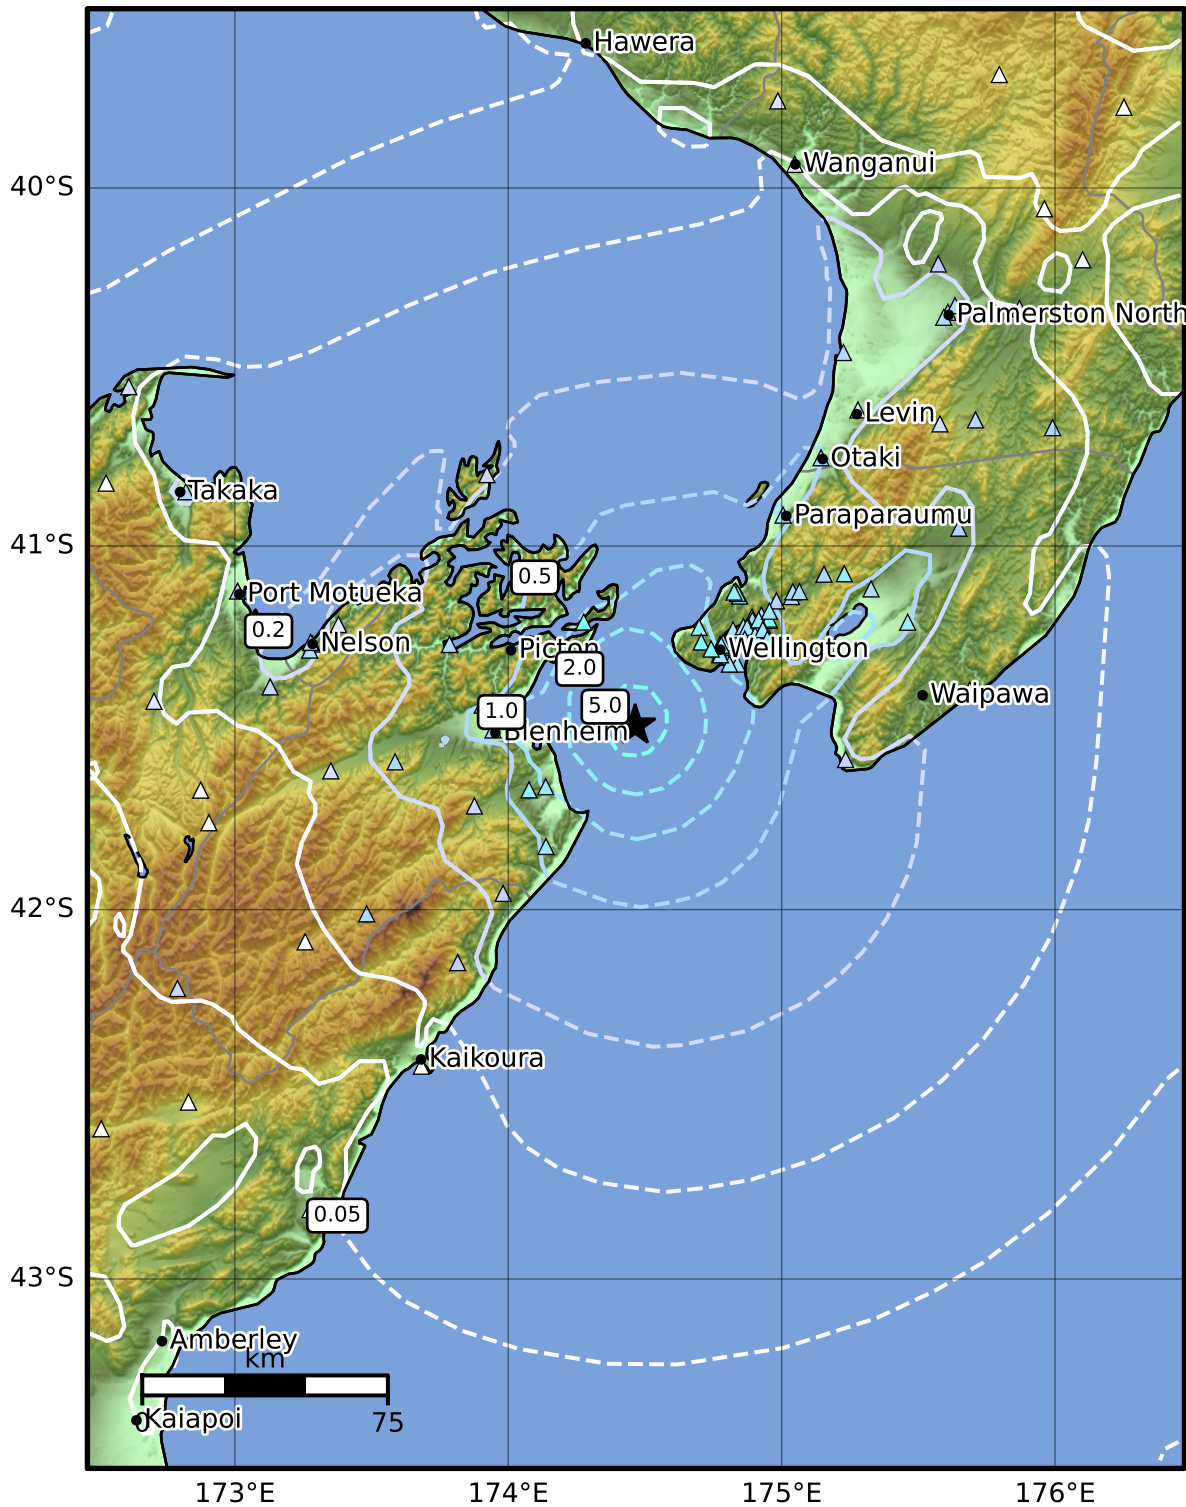 Hawera
Wanganui
40°S
Palmerston North
Levin
Otaki
Takaka
Paraparaumu
41°S
0.5
Port Motueka
0.2
Nelson
Picton
Wellington
2.0
Waipawa
1.0
5.0
Blenheim
42°S
Kaikoura
0.05
43°S
Amberley
km
0
75
Kaiapoi
173°E
174°E
175°E
176°E